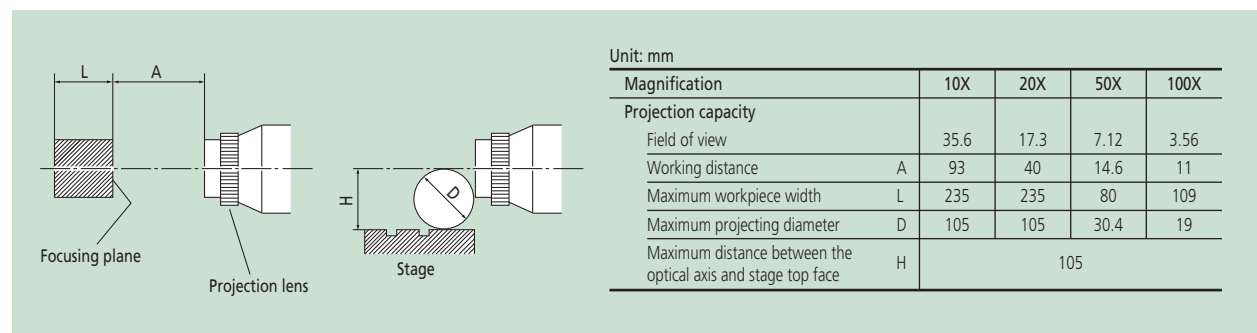 L
A
Focusing plane
Projection lens
H
D
Stage
Unit: mm
Magnification 10X 20X 50X 100X
Projection capacity
Field of view 35.6 17.3 7.12 3.56
Working distance A 93 40 14.6 11
Maximum workpiece width L 235 235 80 109
Maximum projecting diameter D 105 105 30.4 19
Maximum distance between the
optical axis and stage top face H 105